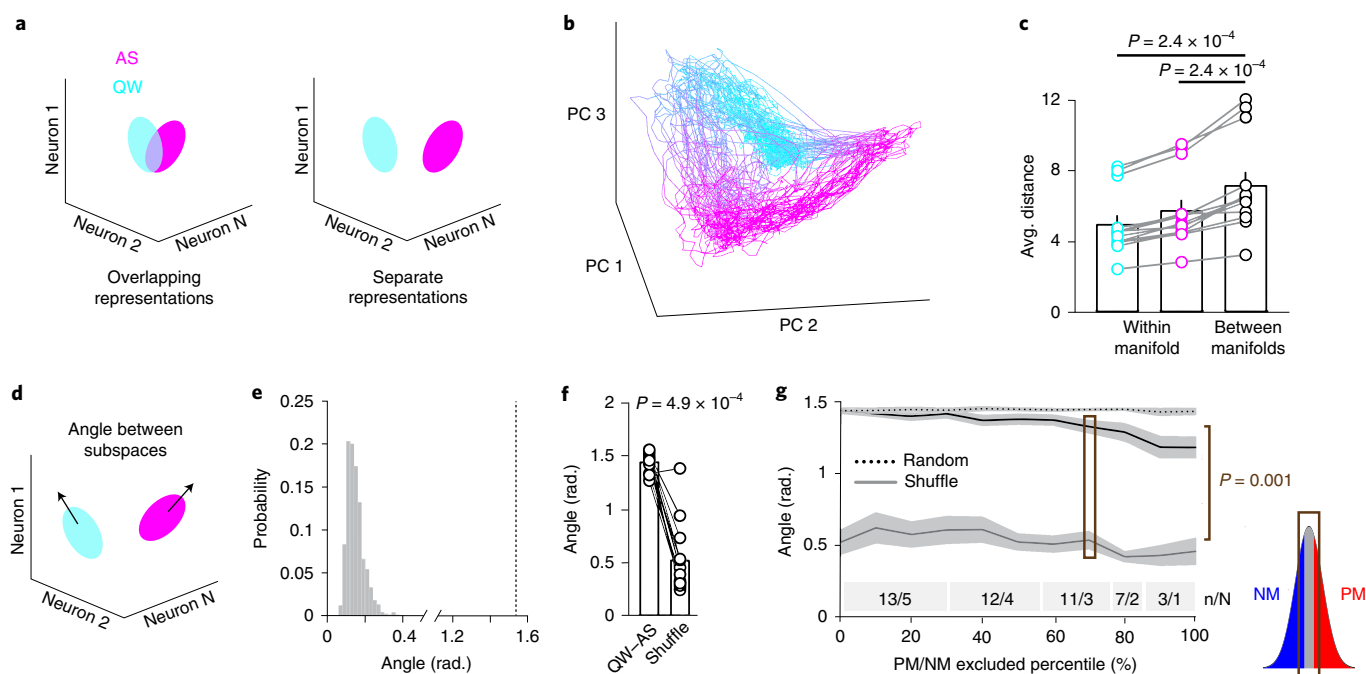 a
AS
QW
Neuron 1
Neuron 2
Neuron N
Overlapping
representations
Neuron 1
Neuron 2
Neuron N
Separate
representations
b
PC 3
PC 1
PC 2
c
P = 2.4 × 10⁻⁴
P = 2.4 × 10⁻⁴
Avg. distance
12
8
4
0
Within
manifold
Between
manifolds
d
Angle between
subspaces
Neuron 1
Neuron 2
Neuron N
e
Probability
0.25
0.20
0.15
0.10
0.05
0
0 0.4 1.2 1.6
Angle (rad.)
f
P = 4.9 × 10⁻⁴
Angle (rad.)
2
1.5
1
0.5
0
QW–AS
Shuffle
g
Angle (rad.)
1.5
1
0.5
0
Random
Shuffle
P = 0.001
13/5 12/4 11/3 7/2 3/1 n/N
0 20 40 60 80 100
PM/NM excluded percentile (%)
NM
PM